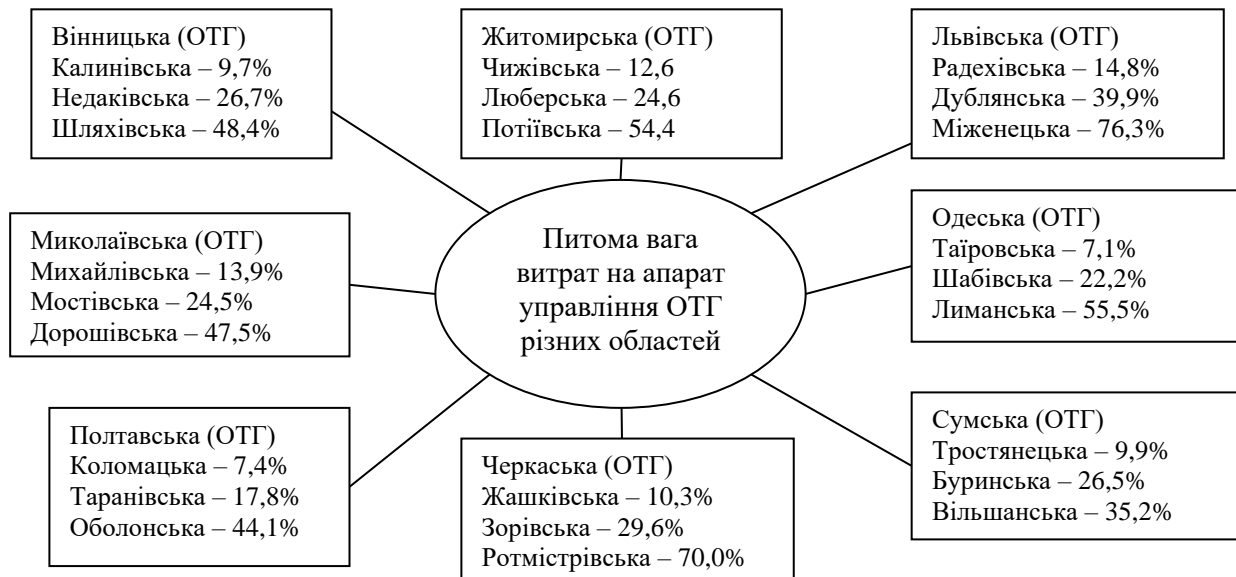 Вінницька (ОТГ)
Калинівська – 9,7%
Недаківська – 26,7%
Шляхівська – 48,4%
Житомирська (ОТГ)
Чижівська – 12,6
Люберська – 24,6
Потіївська – 54,4
Львівська (ОТГ)
Радехівська – 14,8%
Дублянська – 39,9%
Міженецька – 76,3%
Миколаївська (ОТГ)
Михайлівська – 13,9%
Мостівська – 24,5%
Дорошівська – 47,5%
Питома вага
витрат на апарат
управління ОТГ
різних областей
Одеська (ОТГ)
Таїровська – 7,1%
Шабівська – 22,2%
Лиманська – 55,5%
Полтавська (ОТГ)
Коломацька – 7,4%
Таранівська – 17,8%
Оболонська – 44,1%
Черкаська (ОТГ)
Жашківська – 10,3%
Зорівська – 29,6%
Ротмістрівська – 70,0%
Сумська (ОТГ)
Тростянецька – 9,9%
Буринська – 26,5%
Вільшанська – 35,2%